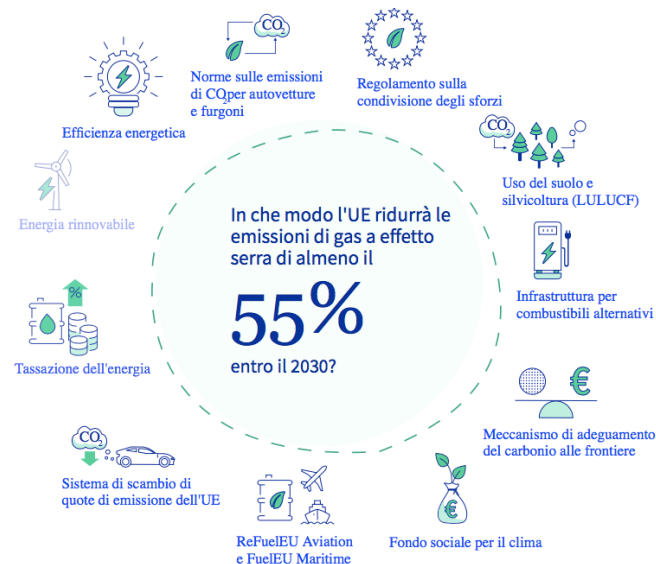 CO2
Norme sulle emissioni
di CO2per autovetture
e furgoni
Regolamento sulla
condivisione degli sforzi
Efficienza energetica
CO2
Uso del suolo e
silvicoltura (LULUCF)
Energia rinnovabile
In che modo l'UE ridurrà le
emissioni di gas a effetto
serra di almeno il
55%
entro il 2030?
Infrastruttura per
combustibili alternativi
%
Tassazione dell'energia
€
Meccanismo di adeguamento
del carbonio alle frontiere
CO2
Sistema di scambio di
quote di emissione dell'UE
ReFuelEU Aviation
e FuelEU Maritime
€
Fondo sociale per il clima